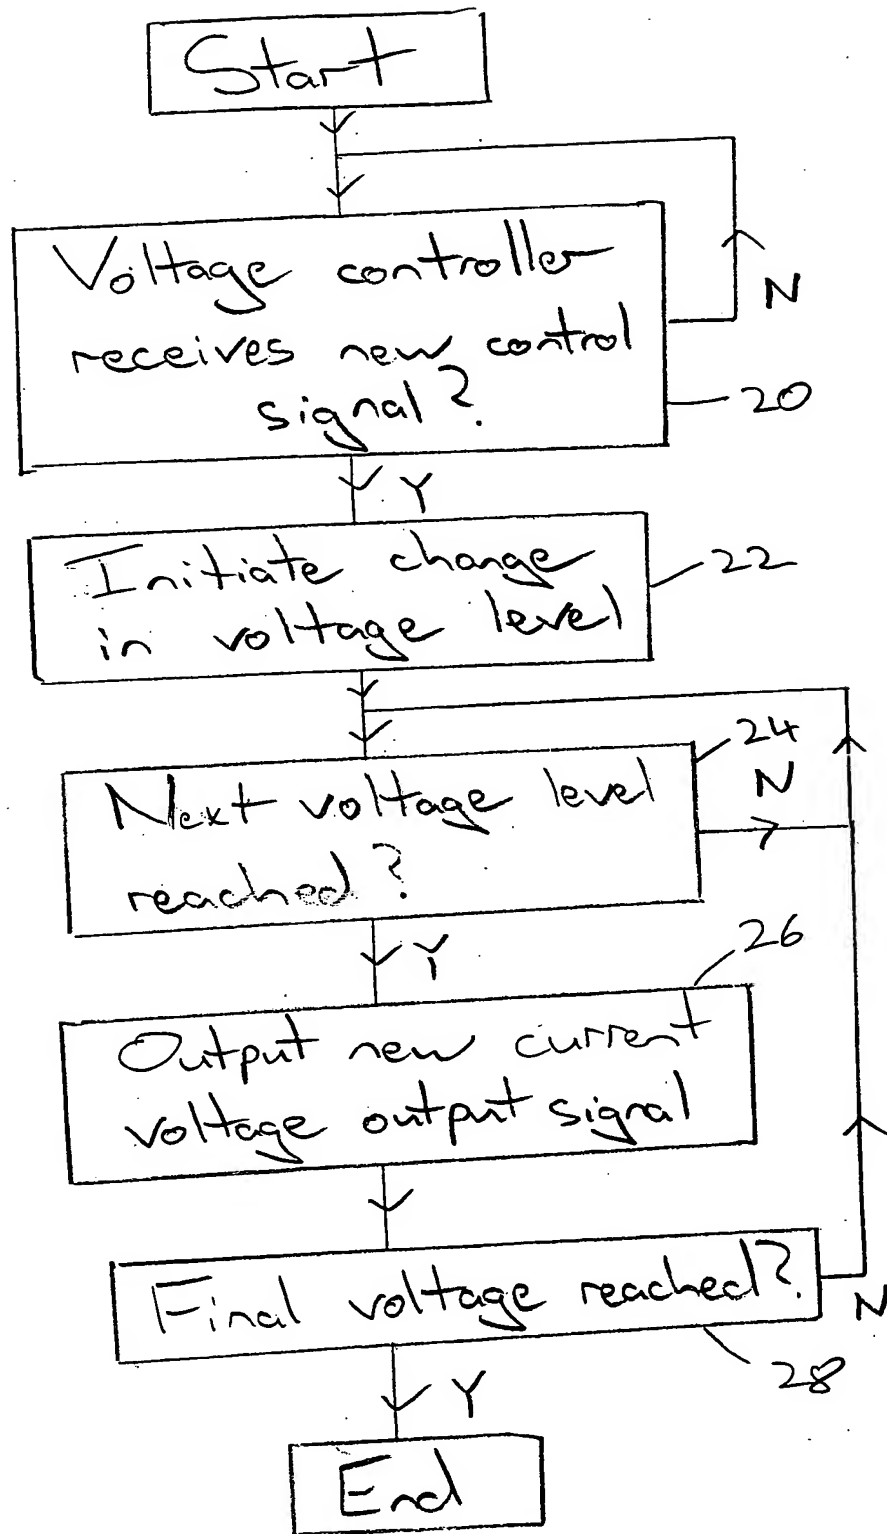 Start
Voltage controller
receives new control
signal?
N
20
Y
Initiate change
in voltage level
22
24
Next voltage level
reached?
N
Y
26
Output new current
voltage output signal
Final voltage reached?
N
28
Y
End